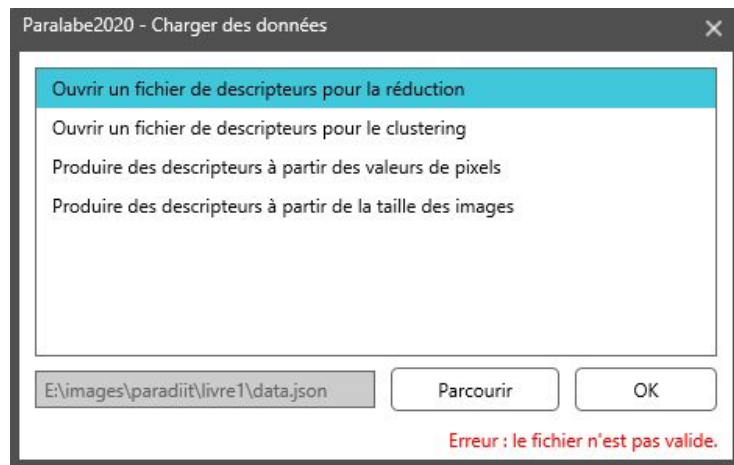 Paralabe2020 - Charger des données
Ouvrir un fichier de descripteurs pour la réduction
Ouvrir un fichier de descripteurs pour le clustering
Produire des descripteurs à partir des valeurs de pixels
Produire des descripteurs à partir de la taille des images
E:\images\paradiit\livre1\data.json Parcourir OK
Erreur : le fichier n'est pas valide.